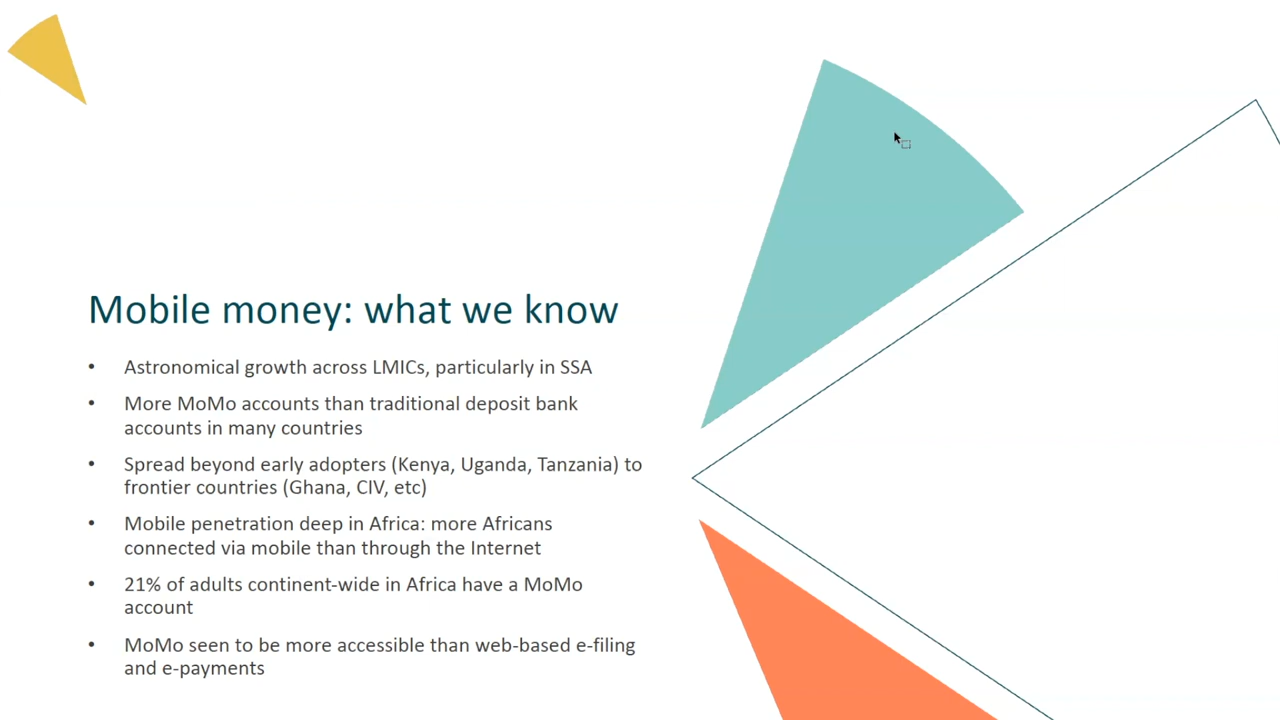 Mobile money: what we know
• Astronomical growth across LMICs, particularly in SSA
• More MoMo accounts than traditional deposit bank
accounts in many countries
• Spread beyond early adopters (Kenya, Uganda, Tanzania) to
frontier countries (Ghana, CIV, etc)
• Mobile penetration deep in Africa: more Africans
connected via mobile than through the Internet
• 21% of adults continent-wide in Africa have a MoMo
account
• MoMo seen to be more accessible than web-based e-filing
and e-payments